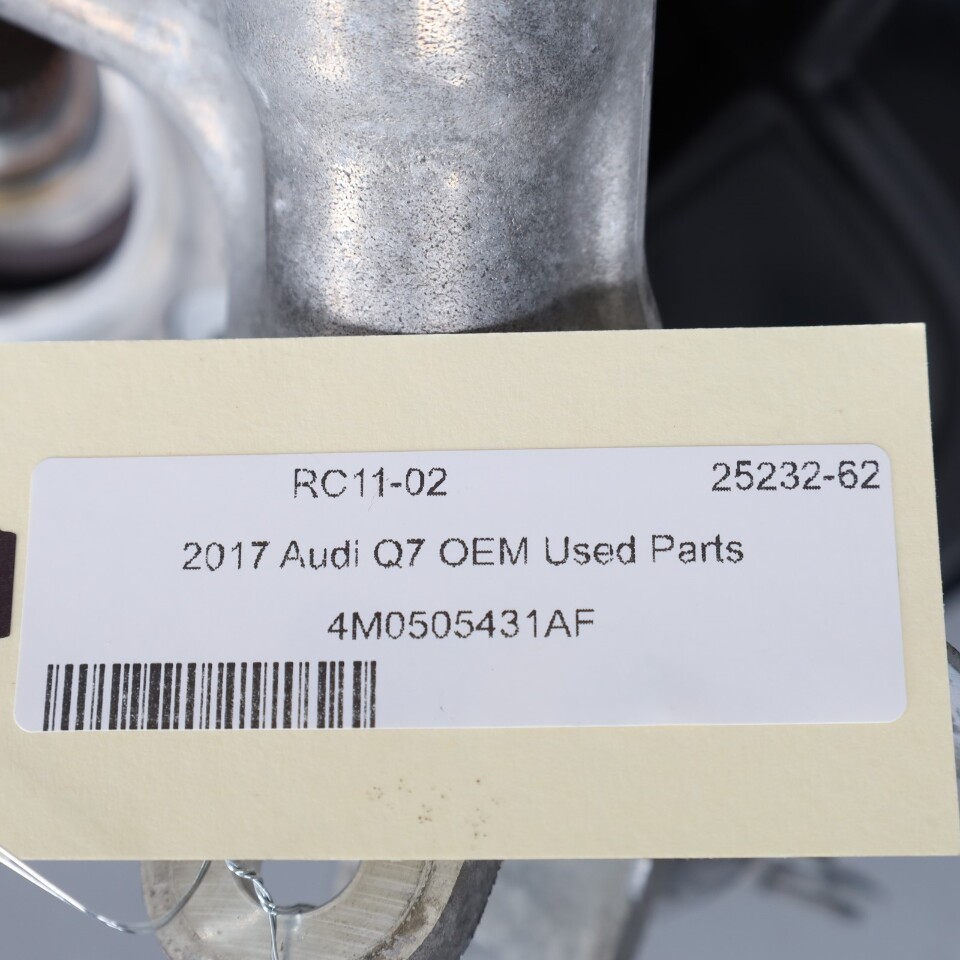 RC11-02 25232-62
2017 Audi Q7 OEM Used Parts
4M0505431AF